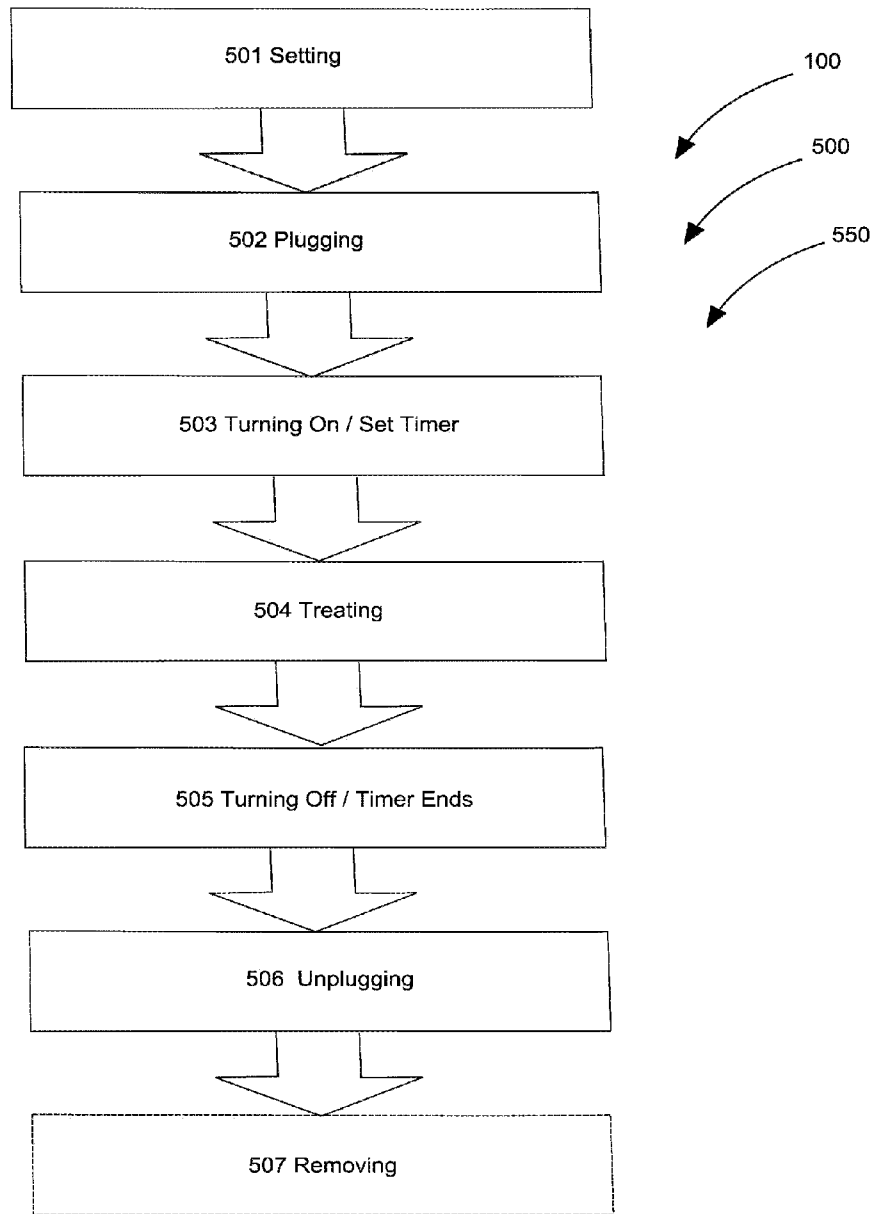 501 Setting
100
500
502 Plugging
550
503 Turning On / Set Timer
504 Treating
505 Turning Off / Timer Ends
506 Unplugging
507 Removing